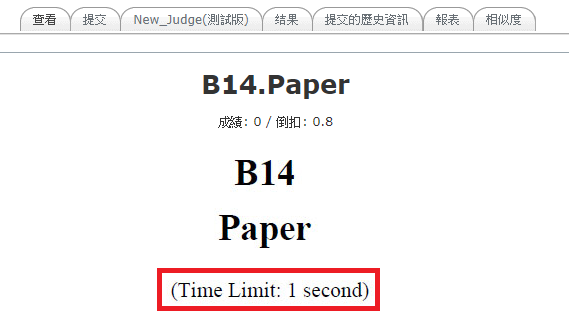 查看 提交 New_Judge(測試版) 结果 提交的歷史資訊 報表 相似度
B14.Paper
成績: 0 / 倒扣: 0.8
B14
Paper
(Time Limit: 1 second)